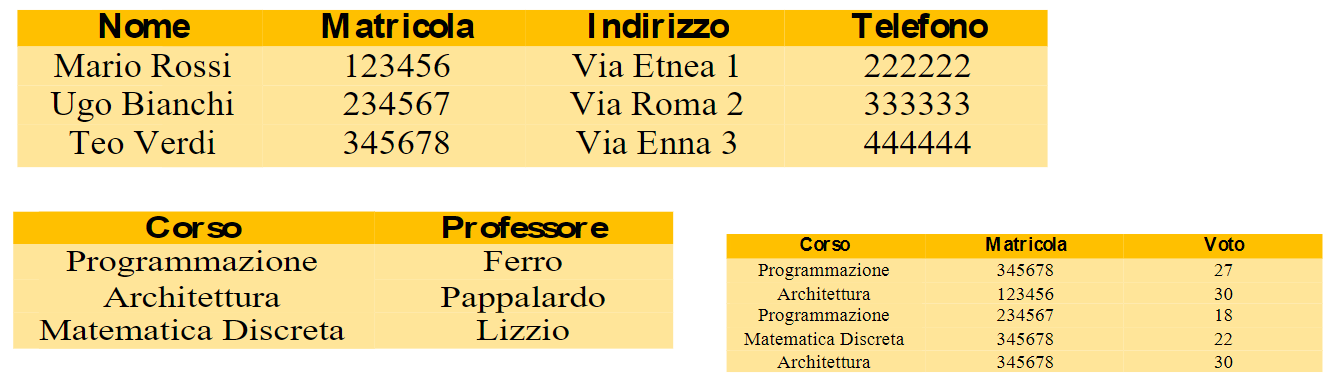 Nome Matricola Indirizzo Telefono
Mario Rossi 123456 Via Etnea 1 222222
Ugo Bianchi 234567 Via Roma 2 333333
Teo Verdi 345678 Via Enna 3 444444
Corso Professore
Programmazione Ferro
Architettura Pappalardo
Matematica Discreta Lizzio
Corso Matricola Voto
Programmazione 345678 27
Architettura 123456 30
Programmazione 234567 18
Matematica Discreta 345678 22
Architettura 345678 30